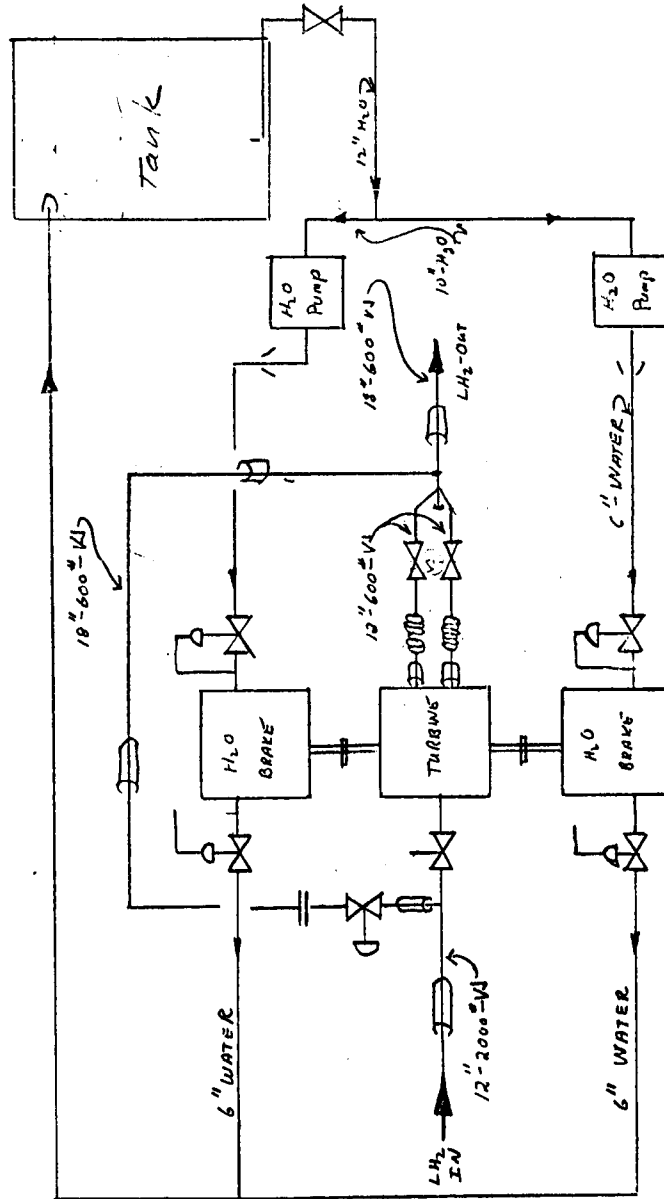 Tank
12" H₂O
10"-H₂O
H₂O
Pump
H₂O
Pump
18"-600#-VJ
LH₂-OUT
6"-WATER
18"-600#-VJ
12"-600#-VJ
H₂O
BRAKE
TURBINE
H₂O
BRAKE
6" WATER
12"-2000#-VJ
6" WATER
LH₂
IN